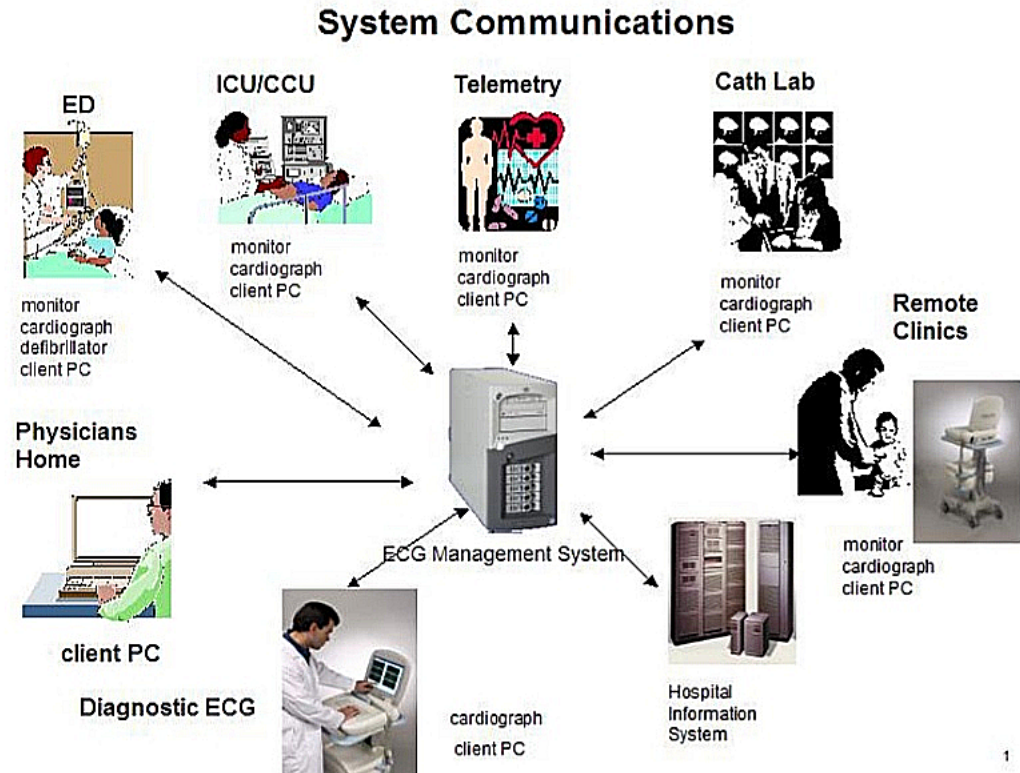 System Communications
ED
monitor
cardiograph
defibrillator
client PC
ICU/CCU
monitor
cardiograph
client PC
Telemetry
monitor
cardiograph
client PC
Cath Lab
monitor
cardiograph
client PC
Remote
Clinics
monitor
cardiograph
client PC
Physicians
Home
client PC
ECG Management System
Diagnostic ECG
cardiograph
client PC
Hospital
Information
System
1